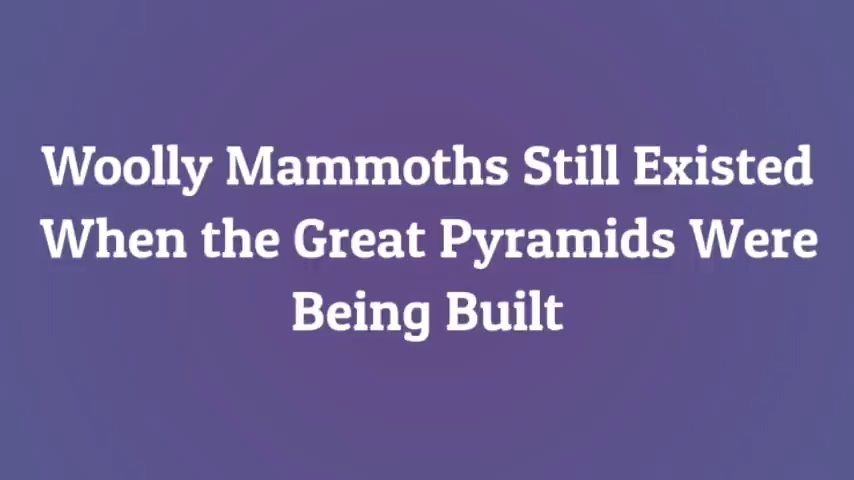 Woolly Mammoths Still Existed
When the Great Pyramids Were
Being Built